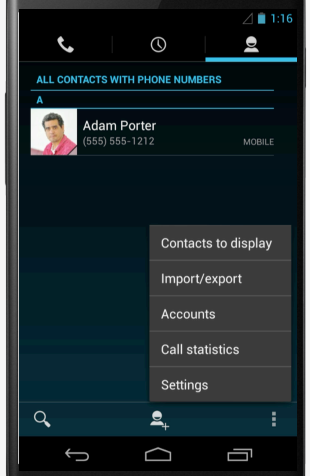 1:16
ALL CONTACTS WITH PHONE NUMBERS
A
Adam Porter
(555) 555-1212 MOBILE
Contacts to display
Import/export
Accounts
Call statistics
Settings